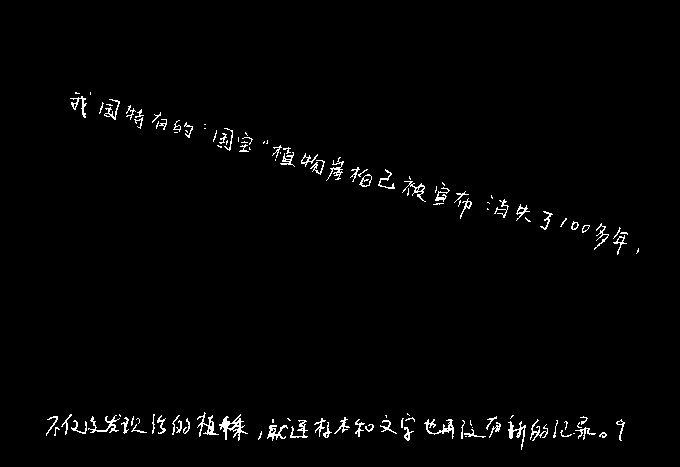 我国特有的“国宝”植物崖柏已被宣布消失了100多年，
不仅没发现活的植株，就连标本和文字也再没有新的记录。